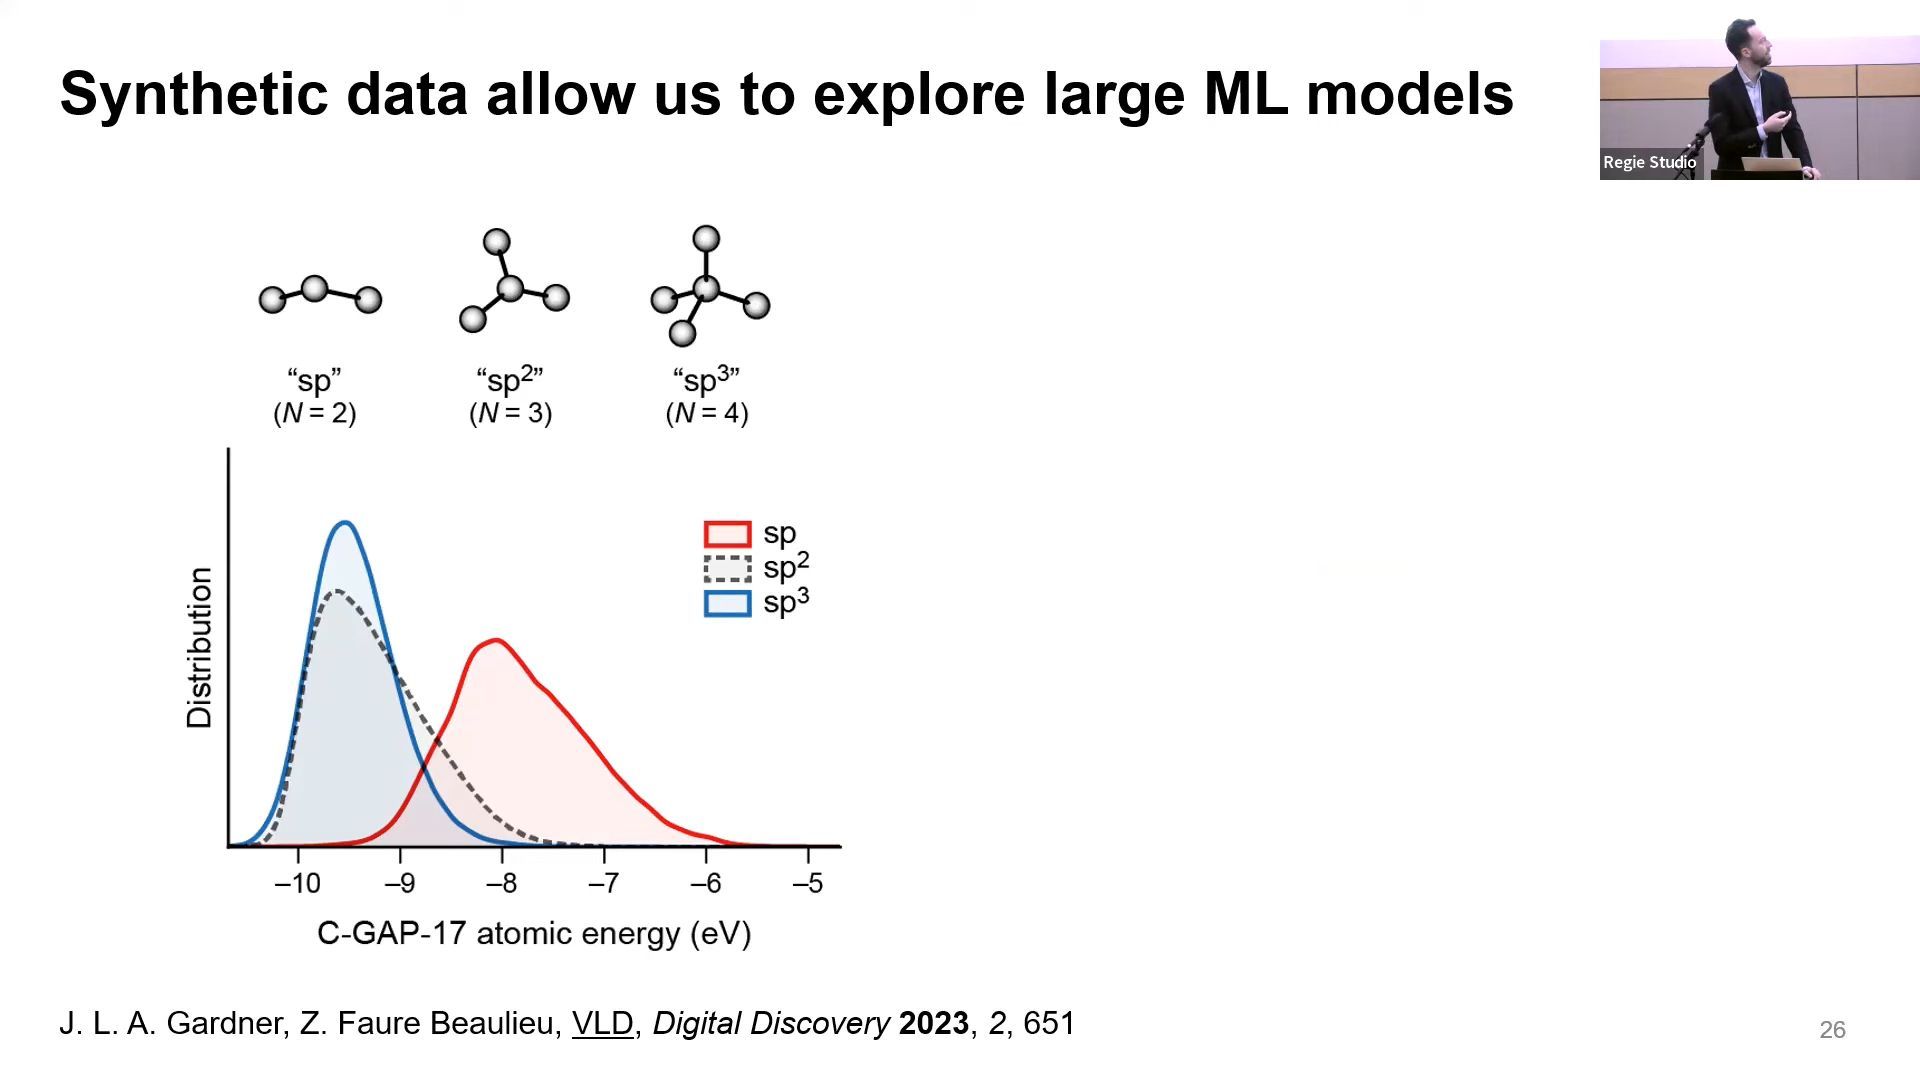 Synthetic data allow us to explore large ML models
Regie Studio
“sp” “sp²” “sp³”
(N = 2) (N = 3) (N = 4)
Distribution
sp
sp²
sp³
–10 –9 –8 –7 –6 –5
C-GAP-17 atomic energy (eV)
J. L. A. Gardner, Z. Faure Beaulieu, VLD, Digital Discovery 2023, 2, 651
26